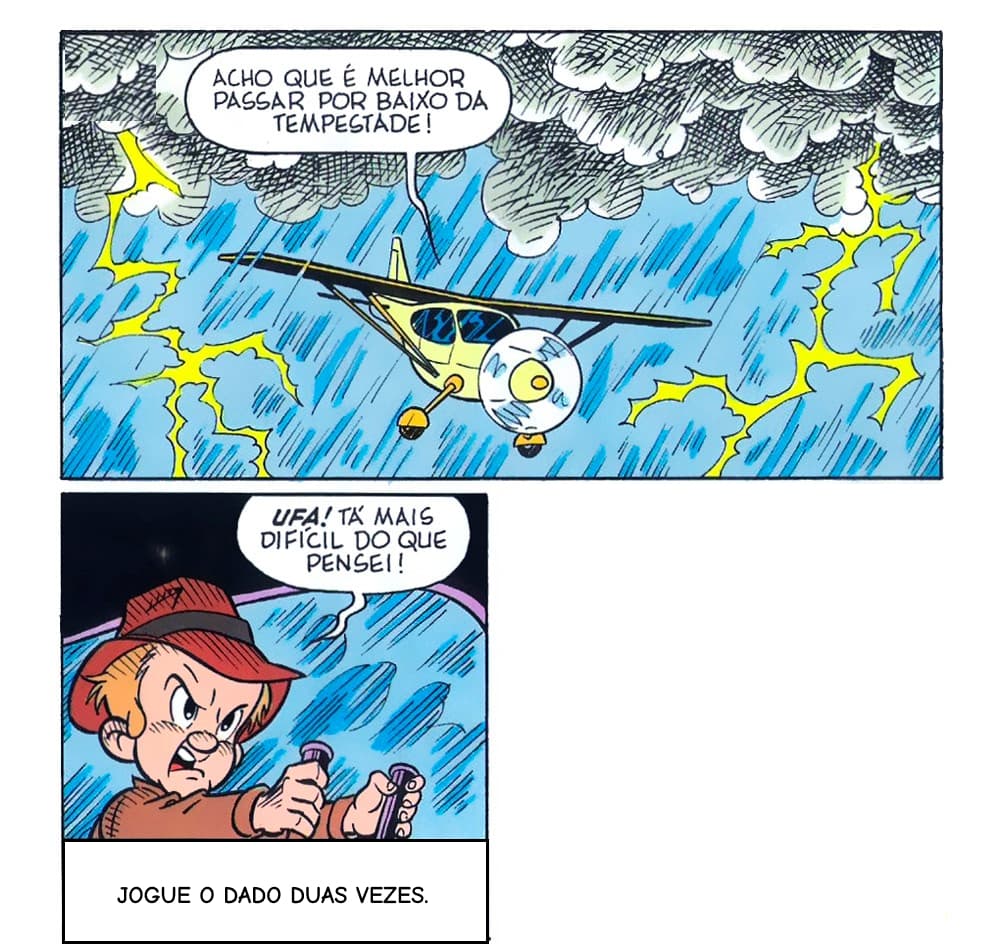 ACHO QUE É MELHOR
PASSAR POR BAIXO DA
TEMPESTADE!
UFA! TÁ MAIS
DIFÍCIL DO QUE
PENSEI!
JOGUE O DADO DUAS VEZES.